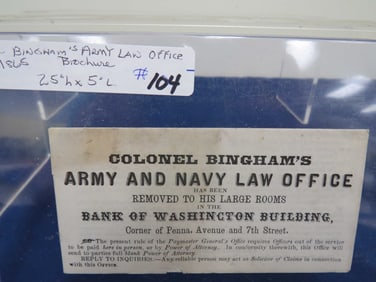 BINGHAM'S ARMY LAW OFFICE
1865 Brochure
2.5"h x 5"L #104
COLONEL BINGHAM'S
ARMY AND NAVY LAW OFFICE
HAS BEEN
REMOVED TO HIS LARGE ROOMS
IN THE
BANK OF WASHINGTON BUILDING,
Corner of Penna. Avenue and 7th Street.
The present rule of the Paymaster General's Office requires Officers out of the service
to be paid here in person, or by Power of Attorney. In conformity therewith, this Office will
send to parties full blank Power of Attorney.
REPLY TO INQUIRIES.—Any reliable person may act as Solicitor of Claims in connection
with this Office.